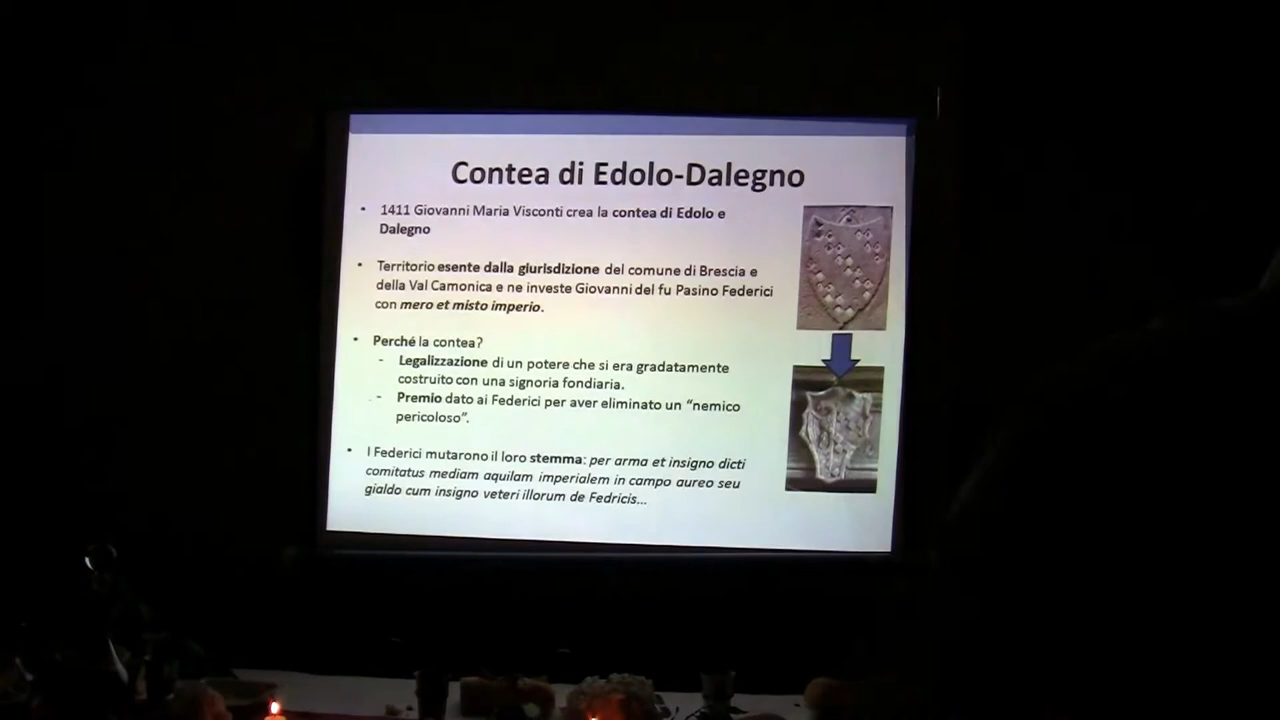 Contea di Edolo-Dalegno
• 1411 Giovanni Maria Visconti crea la contea di Edolo e
Dalegno
• Territorio esente dalla giurisdizione del comune di Brescia e
della Val Camonica e ne investe Giovanni del fu Pasino Federici
con mero et misto imperio.
• Perché la contea?
- Legalizzazione di un potere che si era gradatamente
costruito con una signoria fondiaria.
- Premio dato ai Federici per aver eliminato un “nemico
pericoloso”.
• I Federici mutarono il loro stemma: per arma et insigno dicti
comitatus mediam aquilam imperialem in campo aureo seu
gialdo cum insigno veteri illorum de Fedricis...